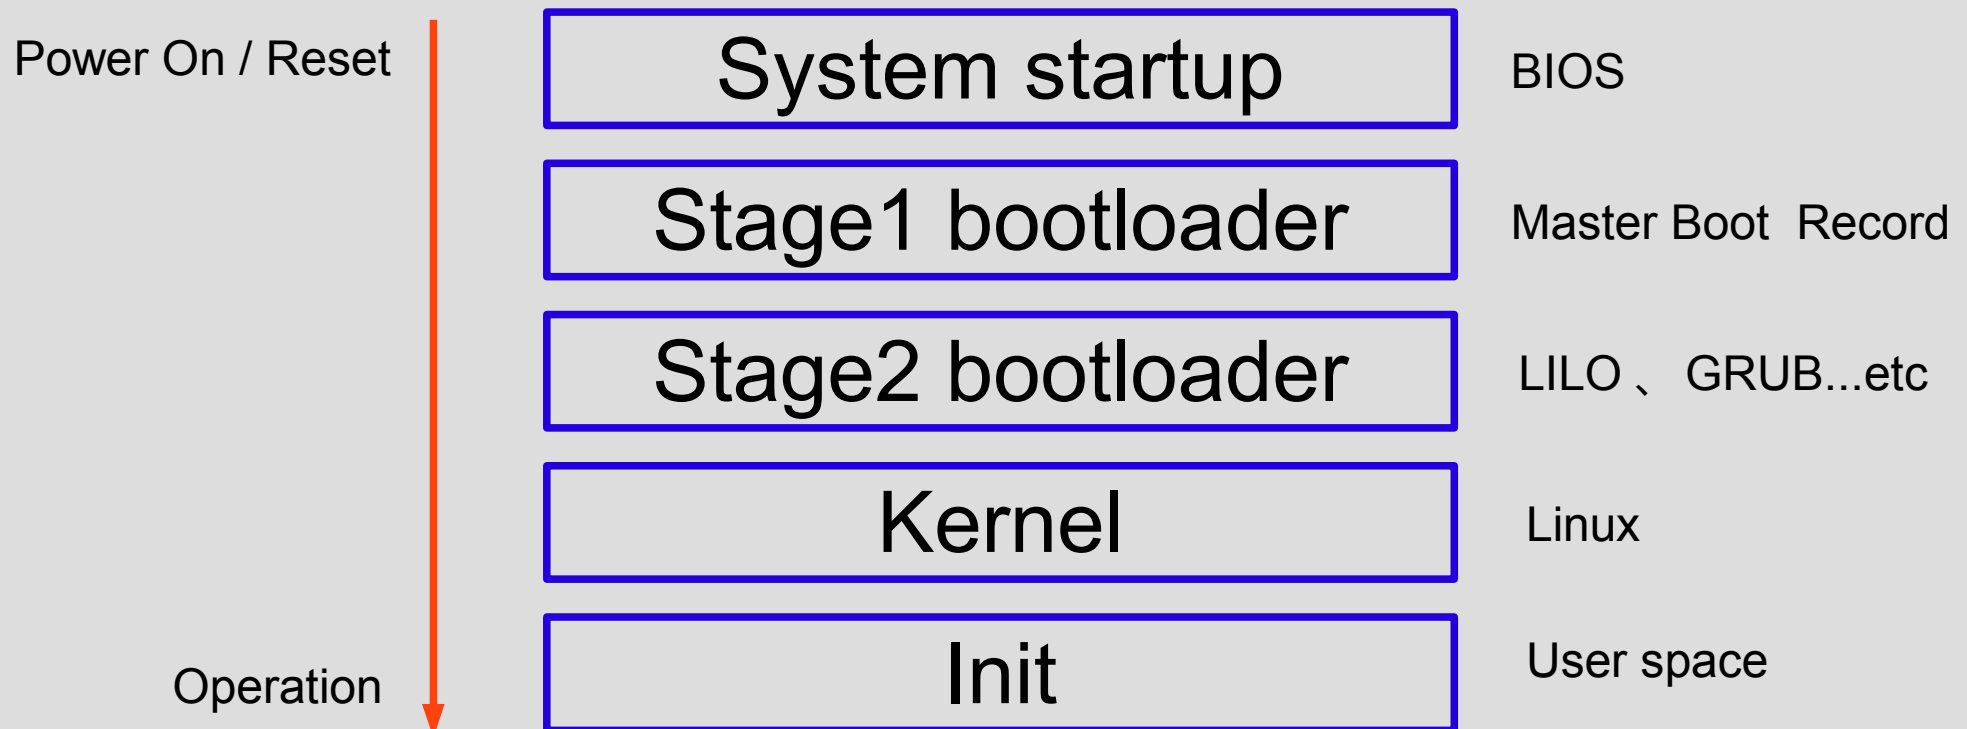 Power On / Reset
System startup
BIOS
Stage1 bootloader
Master Boot Record
Stage2 bootloader
LILO 、 GRUB...etc
Kernel
Linux
Init
User space
Operation